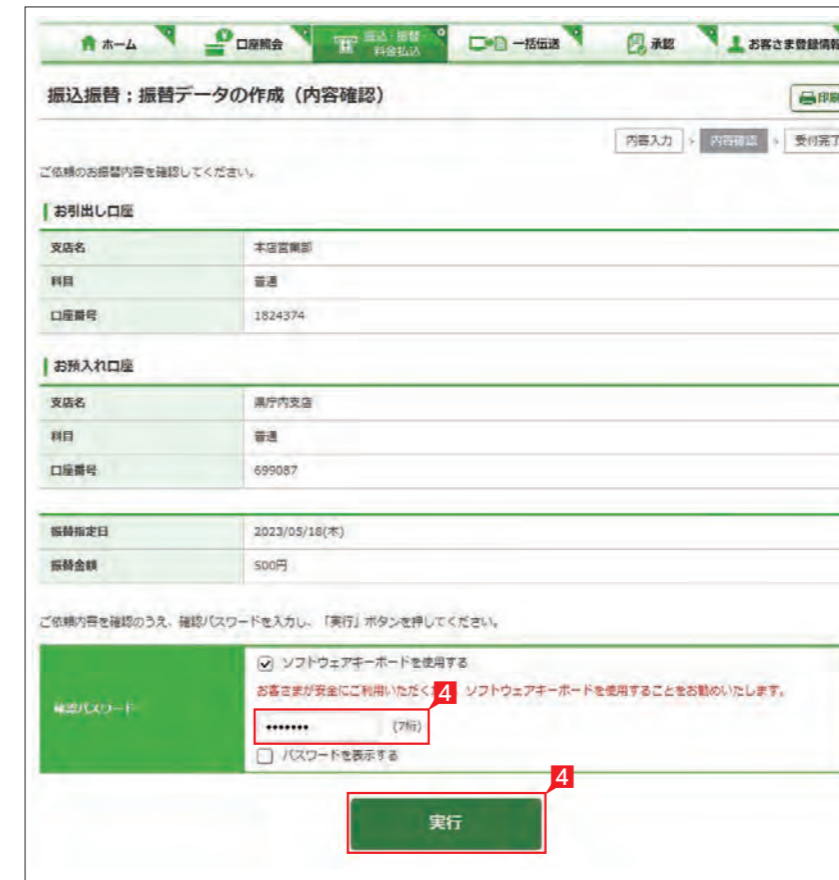 ホーム 口座照会 振込・振替・ 料金払込 一括伝送 承認 お客さま登録情報
振込振替：振替データの作成（内容確認）
印刷
内容入力 > 内容確認 > 受付完了
ご依頼のお振替内容を確認してください。
お引出し口座
支店名 本店営業部
科目 普通
口座番号 1824374
お預入れ口座
支店名 県庁内支店
科目 普通
口座番号 699087
振替指定日 2023/05/18(木)
振替金額 500円
ご依頼内容を確認のうえ、確認パスワードを入力し、「実行」ボタンを押してください。
確認パスワード
ソフトウェアキーボードを使用する
お客さまが安全にご利用いただく 4 ソフトウェアキーボードを使用することをお勧めいたします。
••••••• (7桁)
パスワードを表示する
4
実行